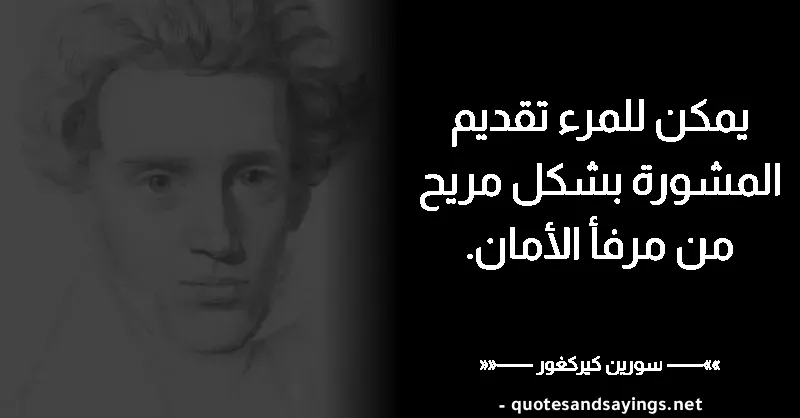 يمكن للمرء تقديم
المشورة بشكل مريح
من مرفأ الأمان.
»»—— سورين كيركغور ——««
- quotesandsayings.net